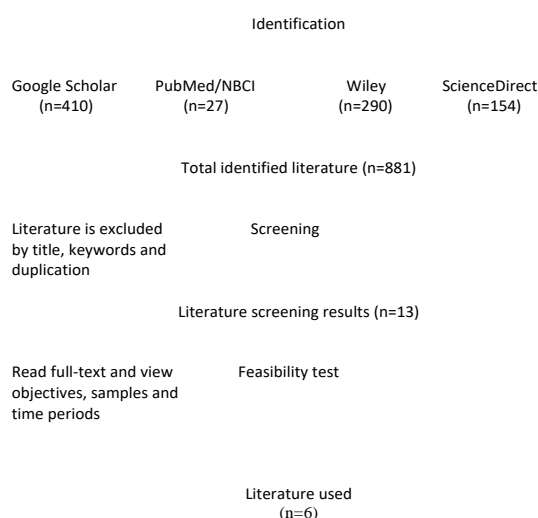 Identification
Google Scholar PubMed/NBCI Wiley ScienceDirect
(n=410) (n=27) (n=290) (n=154)
Total identified literature (n=881)
Literature is excluded Screening
by title, keywords and
duplication
Literature screening results (n=13)
Read full-text and view Feasibility test
objectives, samples and
time periods
Literature used
(n=6)